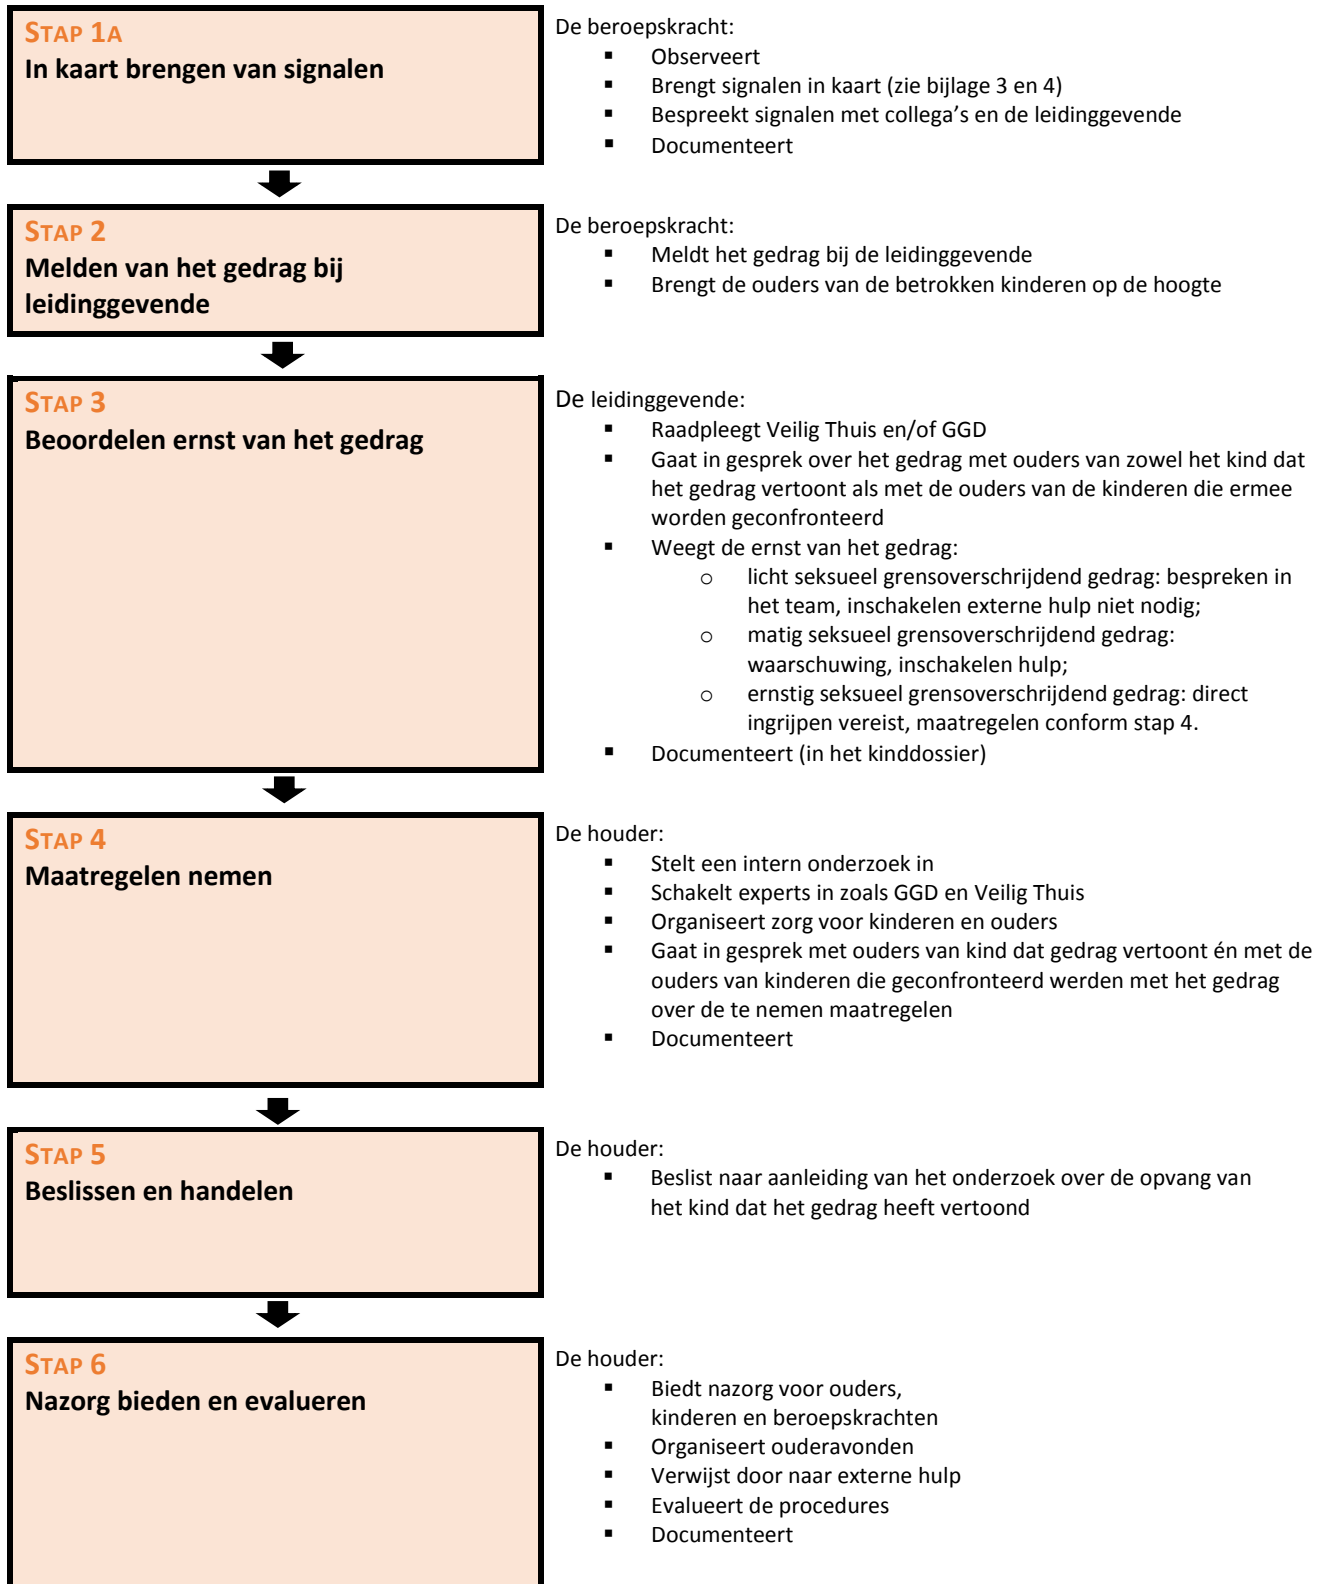 STAP 1A
In kaart brengen van signalen
De beroepskracht:
▪ Observeert
▪ Brengt signalen in kaart (zie bijlage 3 en 4)
▪ Bespreekt signalen met collega’s en de leidinggevende
▪ Documenteert
STAP 2
Melden van het gedrag bij
leidinggevende
De beroepskracht:
▪ Meldt het gedrag bij de leidinggevende
▪ Brengt de ouders van de betrokken kinderen op de hoogte
STAP 3
Beoordelen ernst van het gedrag
De leidinggevende:
▪ Raadpleegt Veilig Thuis en/of GGD
▪ Gaat in gesprek over het gedrag met ouders van zowel het kind dat
het gedrag vertoont als met de ouders van de kinderen die ermee
worden geconfronteerd
▪ Weegt de ernst van het gedrag:
o licht seksueel grensoverschrijdend gedrag: bespreken in
het team, inschakelen externe hulp niet nodig;
o matig seksueel grensoverschrijdend gedrag:
waarschuwing, inschakelen hulp;
o ernstig seksueel grensoverschrijdend gedrag: direct
ingrijpen vereist, maatregelen conform stap 4.
▪ Documenteert (in het kinddossier)
STAP 4
Maatregelen nemen
De houder:
▪ Stelt een intern onderzoek in
▪ Schakelt experts in zoals GGD en Veilig Thuis
▪ Organiseert zorg voor kinderen en ouders
▪ Gaat in gesprek met ouders van kind dat gedrag vertoont én met de
ouders van kinderen die geconfronteerd werden met het gedrag
over de te nemen maatregelen
▪ Documenteert
STAP 5
Beslissen en handelen
De houder:
▪ Beslist naar aanleiding van het onderzoek over de opvang van
het kind dat het gedrag heeft vertoond
STAP 6
Nazorg bieden en evalueren
De houder:
▪ Biedt nazorg voor ouders,
kinderen en beroepskrachten
▪ Organiseert ouderavonden
▪ Verwijst door naar externe hulp
▪ Evalueert de procedures
▪ Documenteert